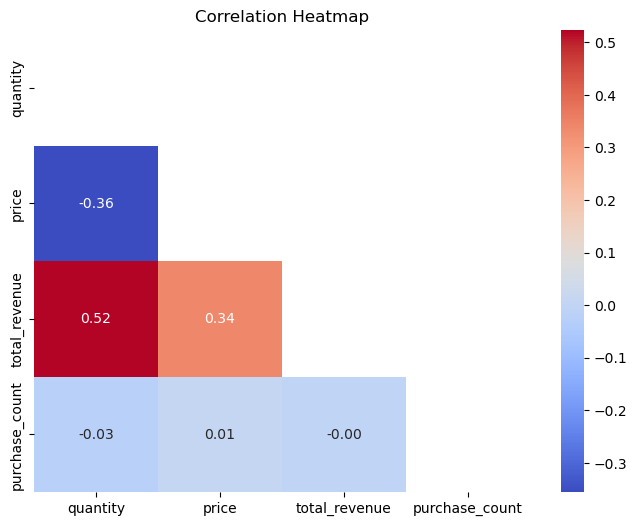 Correlation Heatmap
quantity
price
total_revenue
purchase_count
-0.36
0.52 0.34
-0.03 0.01 -0.00
quantity price total_revenue purchase_count
0.5
0.4
0.3
0.2
0.1
0.0
−0.1
−0.2
−0.3